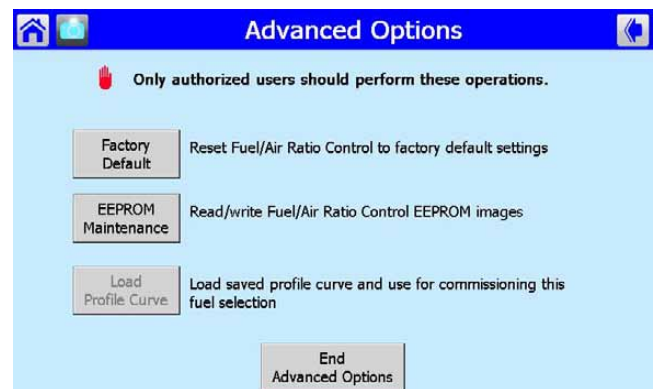 Advanced Options
Only authorized users should perform these operations.
Factory
Default
Reset Fuel/Air Ratio Control to factory default settings
EEPROM
Maintenance
Read/write Fuel/Air Ratio Control EEPROM images
Load
Profile Curve
Load saved profile curve and use for commissioning this
fuel selection
End
Advanced Options